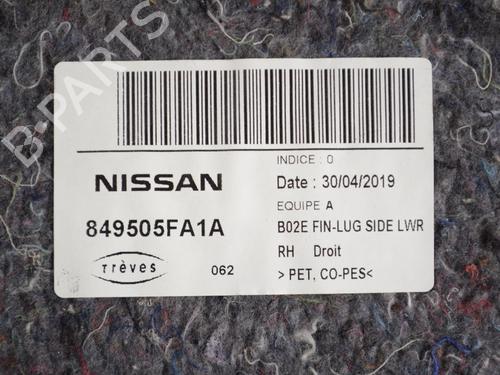 B-PARTS
INDICE : 0
NISSAN
Date : 30/04/2019
EQUIPE A
849505FA1A
B02E FIN-LUG SIDE LWR
RH Droit
Trèves
062
> PET, CO-PES<